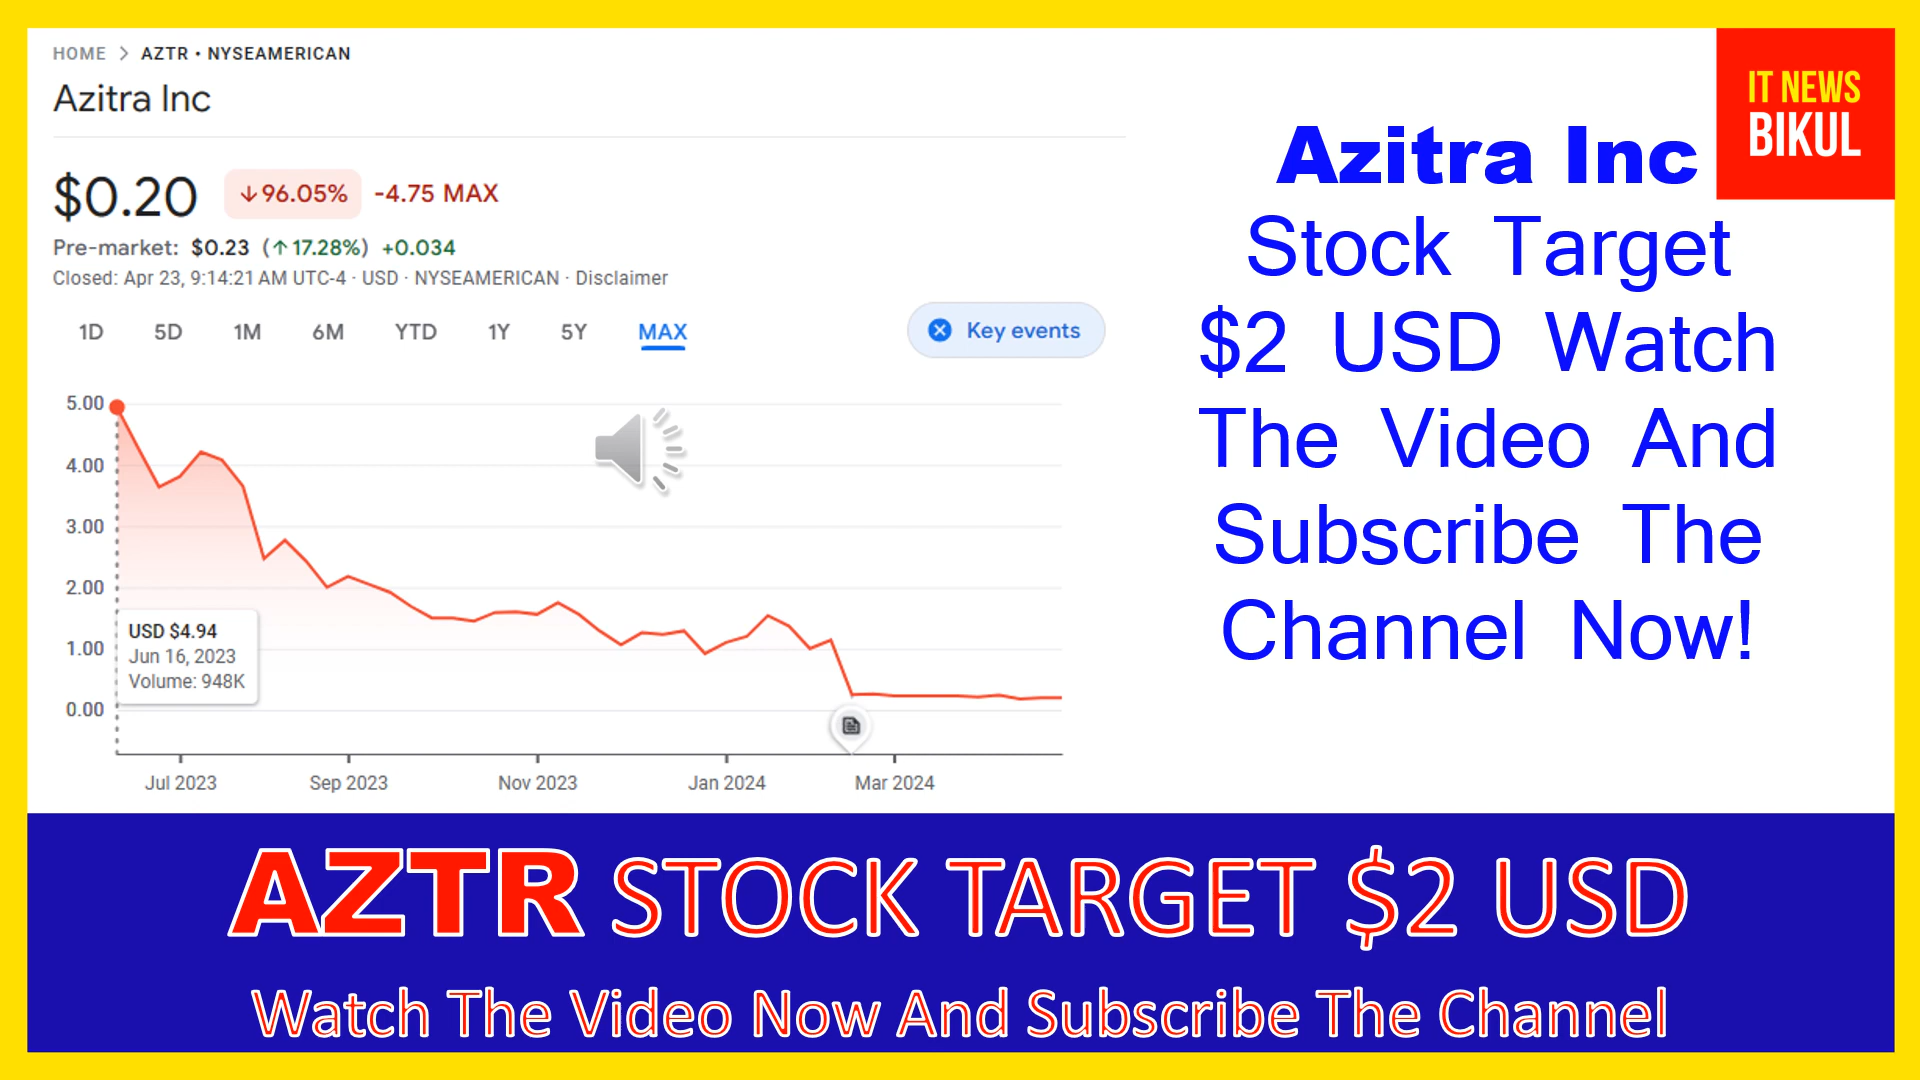 HOME > AZTR • NYSEAMERICAN
Azitra Inc
$0.20 ↓96.05% -4.75 MAX
Pre-market: $0.23 (↑17.28%) +0.034
Closed: Apr 23, 9:14:21 AM UTC-4 · USD · NYSEAMERICAN · Disclaimer
1D 5D 1M 6M YTD 1Y 5Y MAX
Key events
5.00
4.00
3.00
2.00
1.00
0.00
USD $4.94
Jun 16, 2023
Volume: 948K
Jul 2023 Sep 2023 Nov 2023 Jan 2024 Mar 2024
IT NEWS
BIKUL
Azitra Inc
Stock Target
$2 USD Watch
The Video And
Subscribe The
Channel Now!
AZTR STOCK TARGET $2 USD
Watch The Video Now And Subscribe The Channel